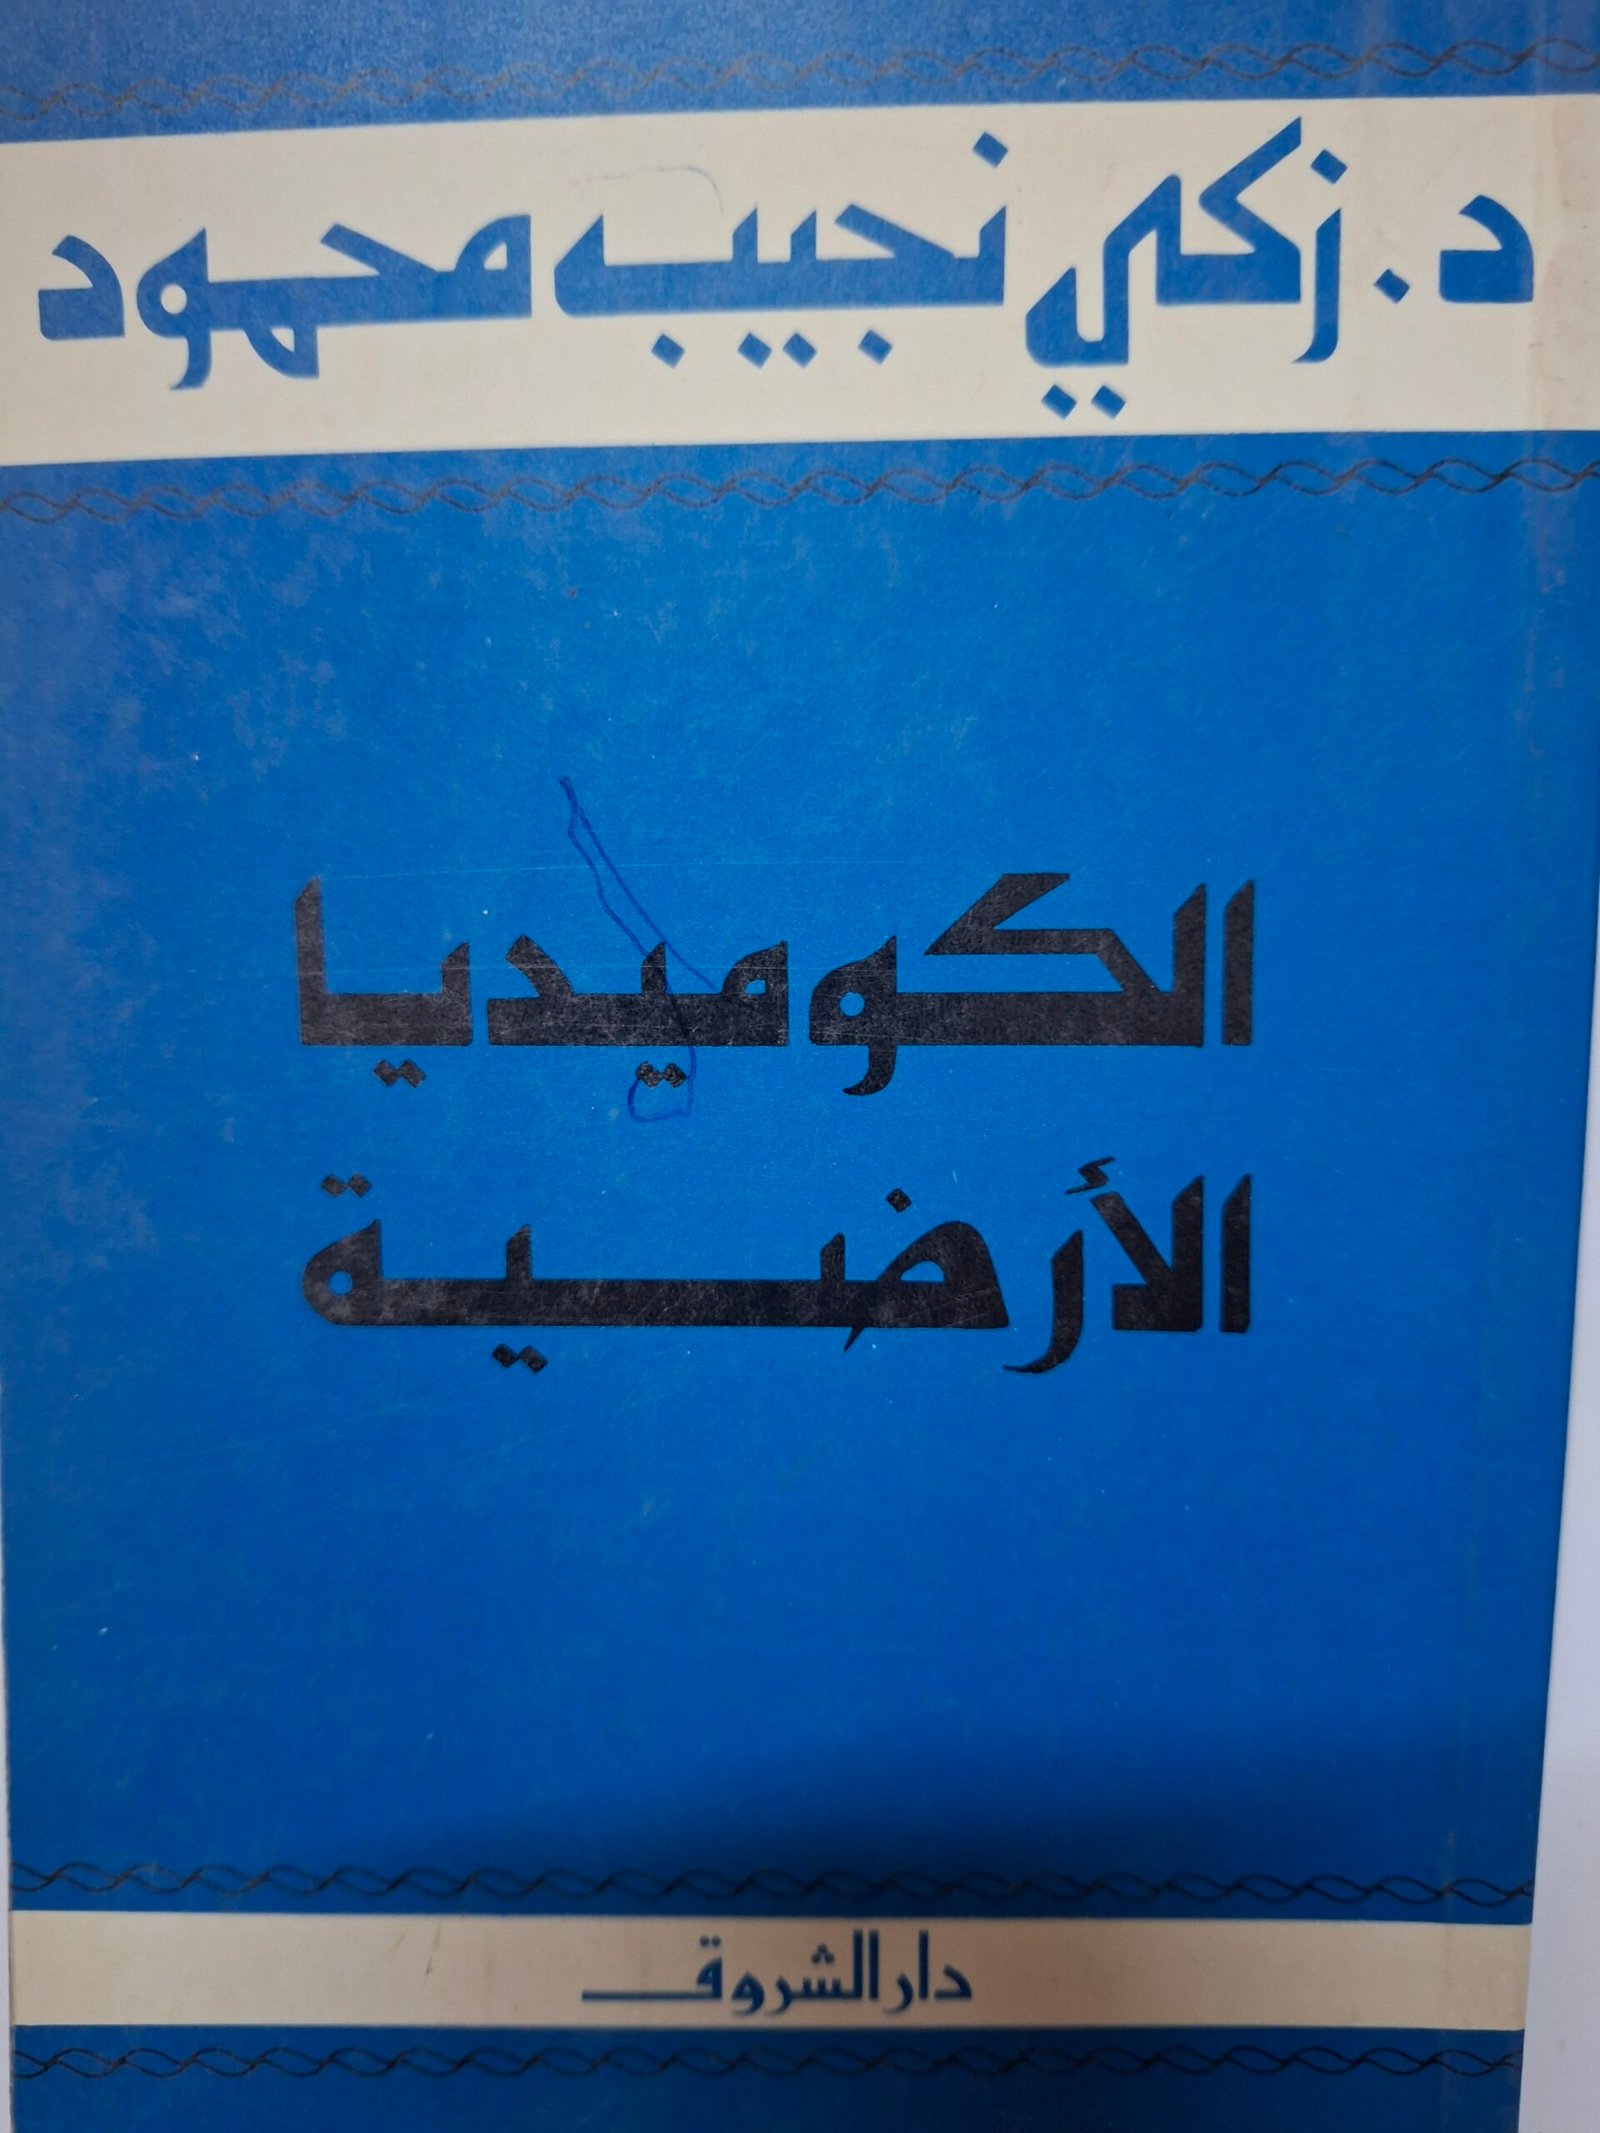 د. زكي نجيب محمود
الكوميديا
الأرضية
دار الشروق